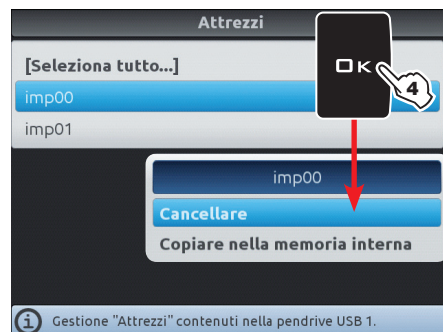 Attrezzi
[Seleziona tutto...]
OK
4
imp00
imp01
imp00
Cancellare
Copiare nella memoria interna
Gestione "Attrezzi" contenuti nella pendrive USB 1.